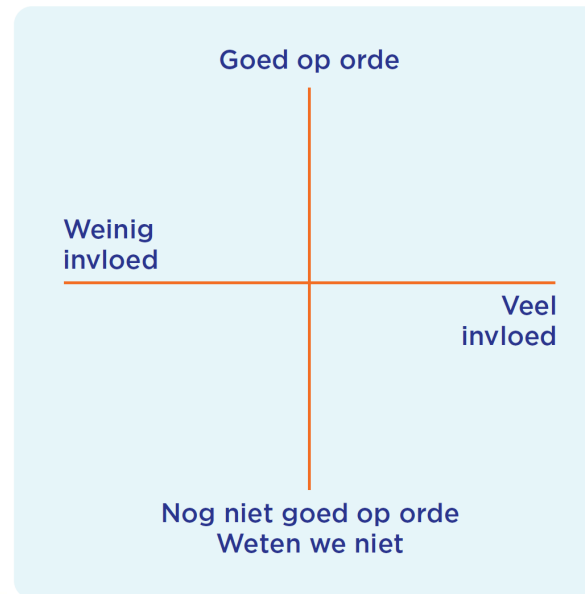 Goed op orde
Weinig
invloed
Veel
invloed
Nog niet goed op orde
Weten we niet